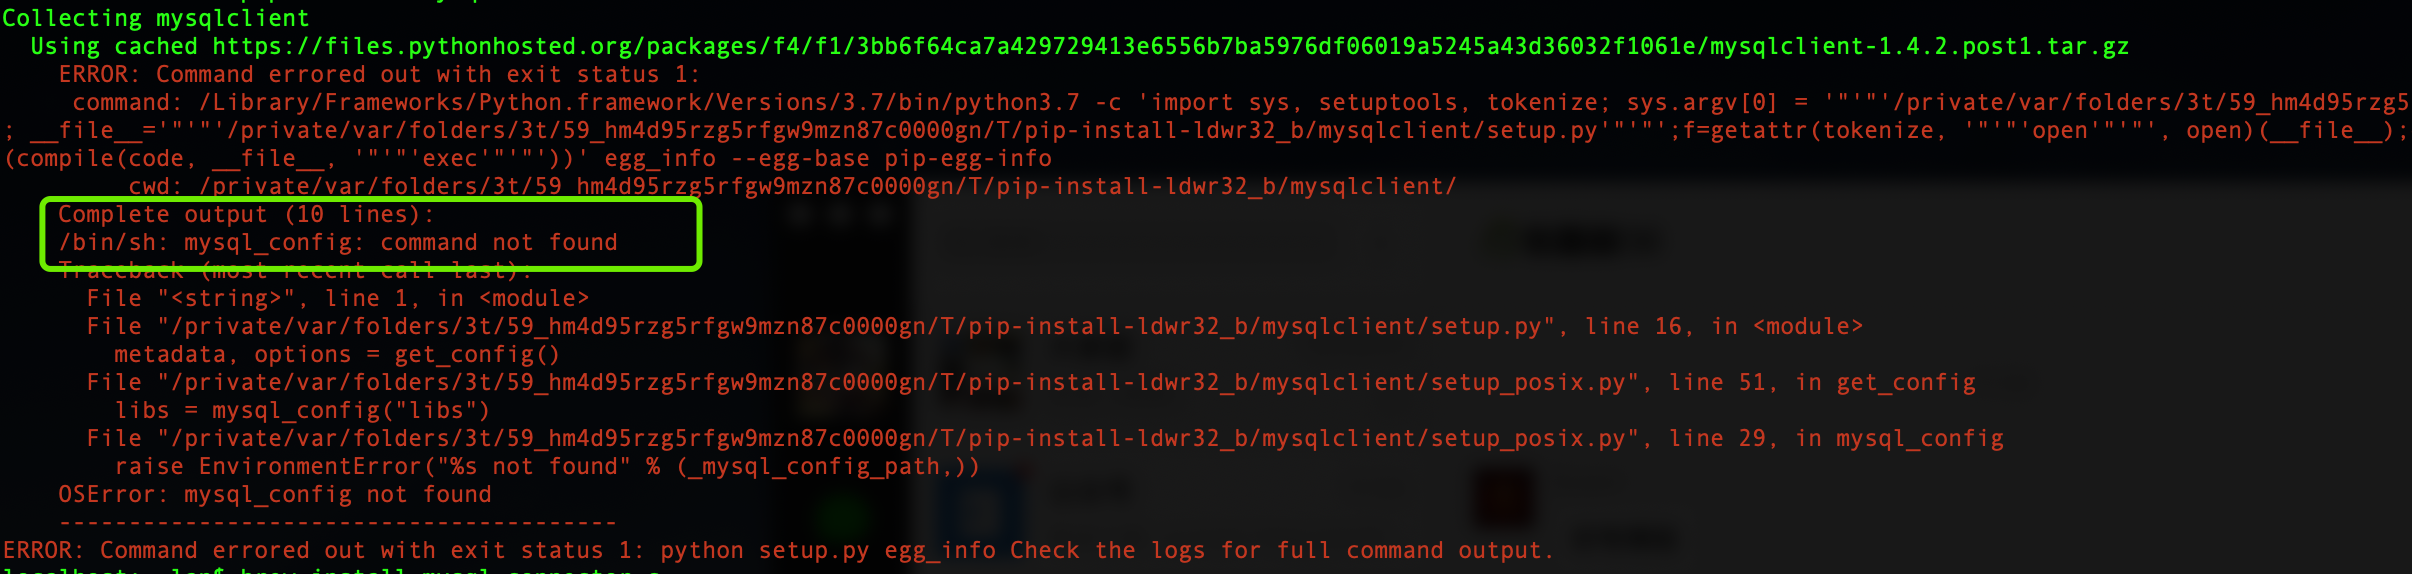 Collecting mysqlclient
Using cached https://files.pythonhosted.org/packages/f4/f1/3bb6f64ca7a429729413e6556b7ba5976df06019a5245a43d36032f1061e/mysqlclient-1.4.2.post1.tar.gz
ERROR: Command errored out with exit status 1:
command: /Library/Frameworks/Python.framework/Versions/3.7/bin/python3.7 -c 'import sys, setuptools, tokenize; sys.argv[0] = '"'"'/private/var/folders/3t/59_hm4d95rzg5
; __file__='"'"'/private/var/folders/3t/59_hm4d95rzg5rfgw9mzn87c0000gn/T/pip-install-ldwr32_b/mysqlclient/setup.py'"'"';f=getattr(tokenize, '"'"'open'"'"', open)(__file__);
(compile(code, __file__, '"'"'exec'"'"'))' egg_info --egg-base pip-egg-info
cwd: /private/var/folders/3t/59_hm4d95rzg5rfgw9mzn87c0000gn/T/pip-install-ldwr32_b/mysqlclient/
Complete output (10 lines):
/bin/sh: mysql_config: command not found
Traceback (most recent call last):
File "<string>", line 1, in <module>
File "/private/var/folders/3t/59_hm4d95rzg5rfgw9mzn87c0000gn/T/pip-install-ldwr32_b/mysqlclient/setup.py", line 16, in <module>
metadata, options = get_config()
File "/private/var/folders/3t/59_hm4d95rzg5rfgw9mzn87c0000gn/T/pip-install-ldwr32_b/mysqlclient/setup_posix.py", line 51, in get_config
libs = mysql_config("libs")
File "/private/var/folders/3t/59_hm4d95rzg5rfgw9mzn87c0000gn/T/pip-install-ldwr32_b/mysqlclient/setup_posix.py", line 29, in mysql_config
raise EnvironmentError("%s not found" % (_mysql_config_path,))
OSError: mysql_config not found
----------------------------------------
ERROR: Command errored out with exit status 1: python setup.py egg_info Check the logs for full command output.
brew install mysql-connector-c